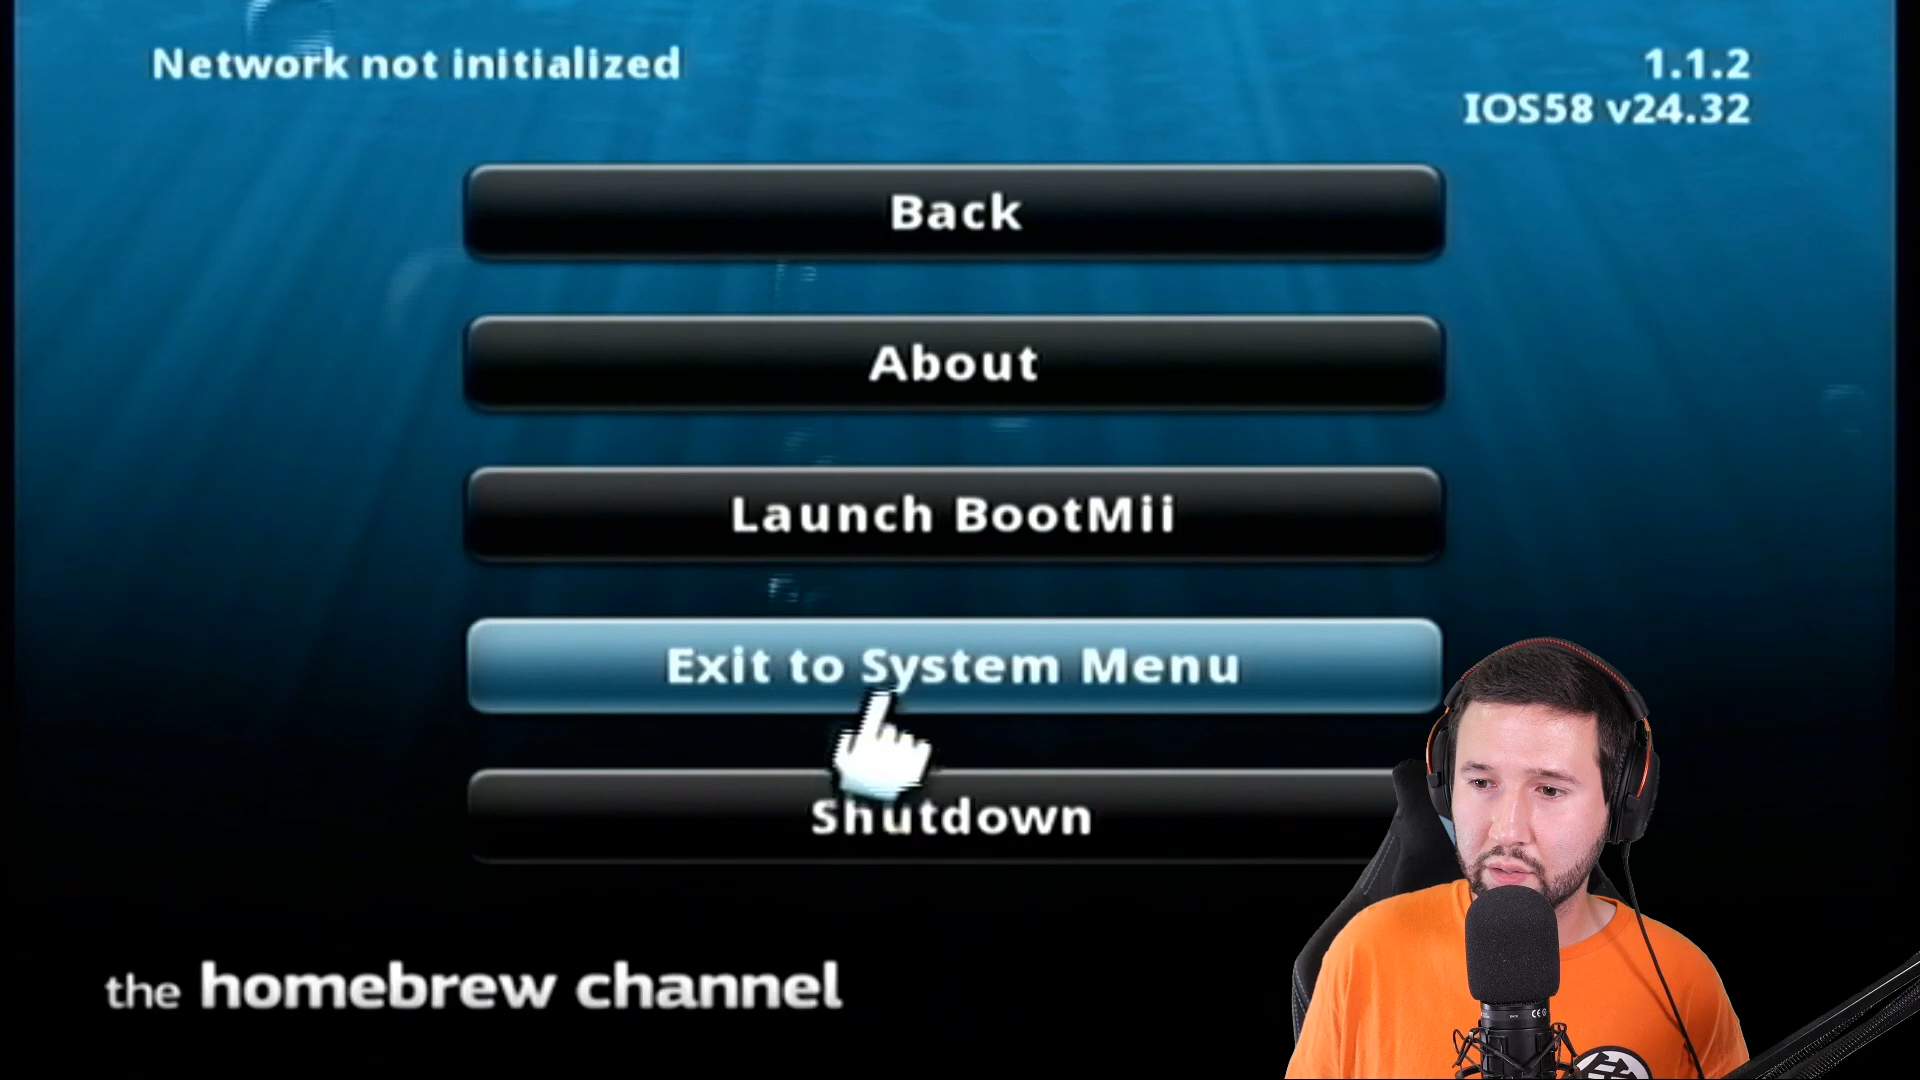 Network not initialized
1.1.2
IOS58 v24.32
Back
About
Launch BootMii
Exit to System Menu
Shutdown
the homebrew channel